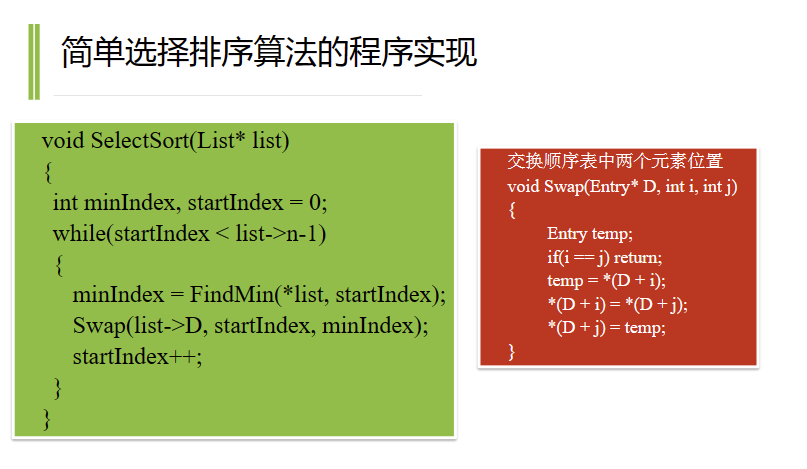 简单选择排序算法的程序实现
void SelectSort(List* list)
{
int minIndex, startIndex = 0;
while(startIndex < list->n-1)
{
minIndex = FindMin(*list, startIndex);
Swap(list->D, startIndex, minIndex);
startIndex++;
}
}
交换顺序表中两个元素位置
void Swap(Entry* D, int i, int j)
{
Entry temp;
if(i == j) return;
temp = *(D + i);
*(D + i) = *(D + j);
*(D + j) = temp;
}